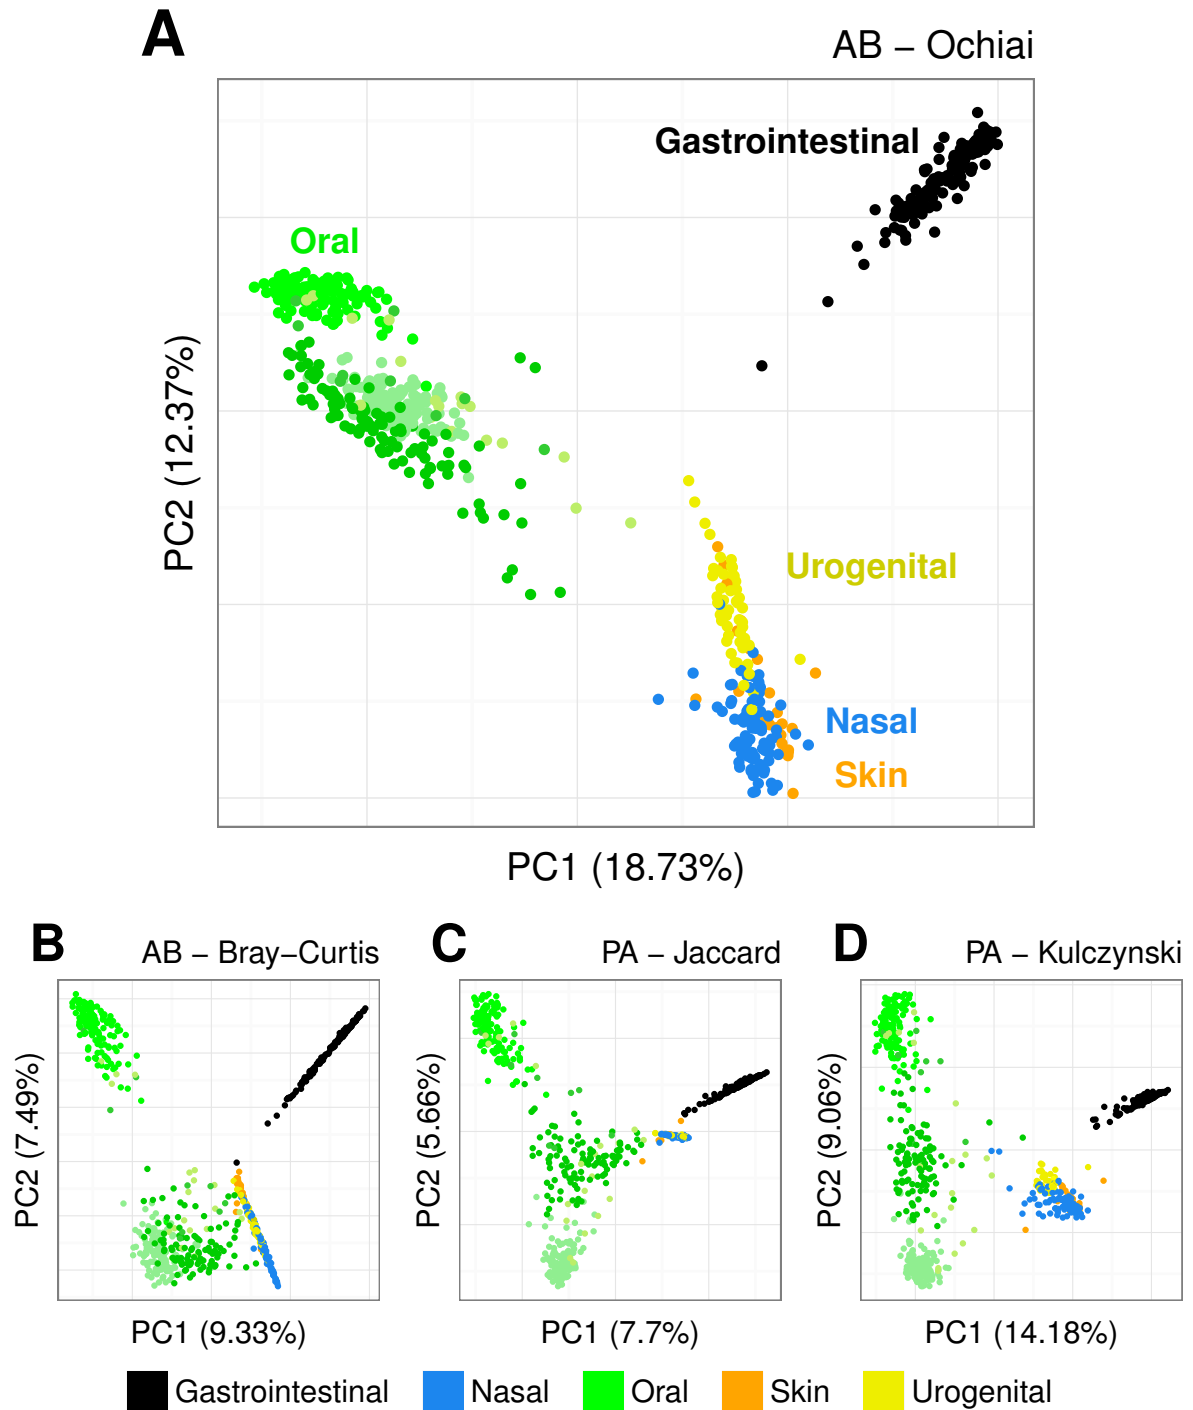 A
AB − Ochiai
Gastrointestinal
Oral
Urogenital
Nasal
Skin
PC2 (12.37%)
PC1 (18.73%)
B
AB − Bray−Curtis
C
PA − Jaccard
D
PA − Kulczynski
PC2 (7.49%)
PC2 (5.66%)
PC2 (9.06%)
PC1 (9.33%)
PC1 (7.7%)
PC1 (14.18%)
Gastrointestinal
Nasal
Oral
Skin
Urogenital